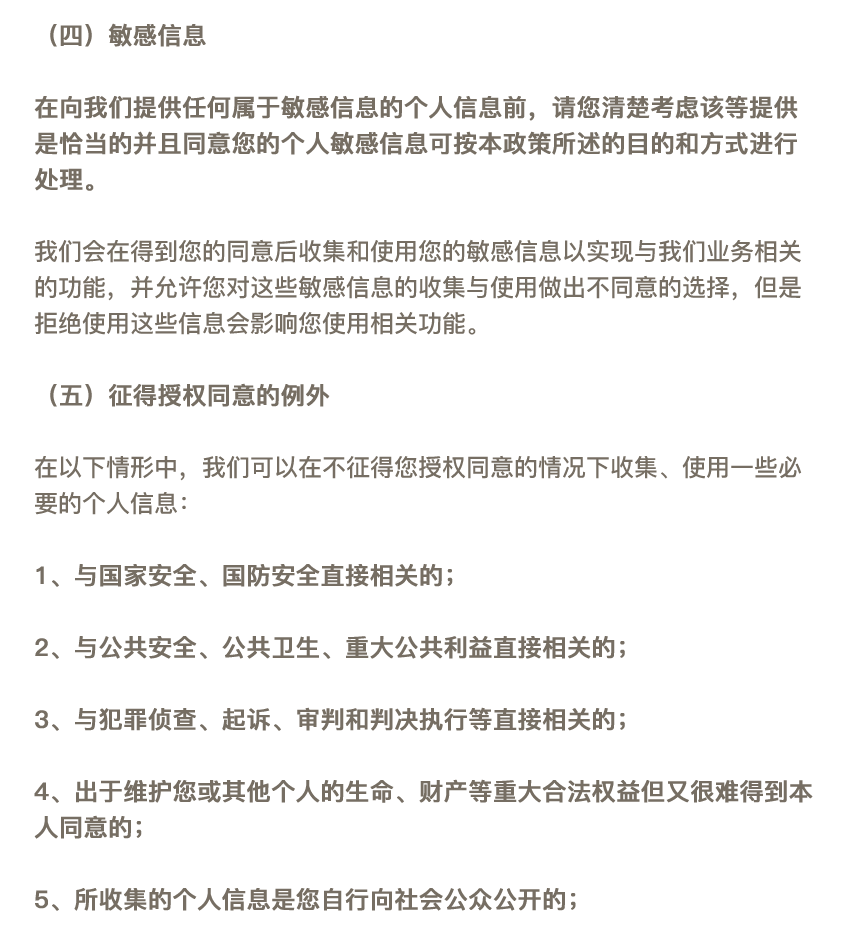 （四）敏感信息
在向我们提供任何属于敏感信息的个人信息前，请您清楚考虑该等提供
是恰当的并且同意您的个人敏感信息可按本政策所述的目的和方式进行
处理。
我们会在得到您的同意后收集和使用您的敏感信息以实现与我们业务相关
的功能，并允许您对这些敏感信息的收集与使用做出不同意的选择，但是
拒绝使用这些信息会影响您使用相关功能。
（五）征得授权同意的例外
在以下情形中，我们可以在不征得您授权同意的情况下收集、使用一些必
要的个人信息：
1、与国家安全、国防安全直接相关的；
2、与公共安全、公共卫生、重大公共利益直接相关的；
3、与犯罪侦查、起诉、审判和判决执行等直接相关的；
4、出于维护您或其他个人的生命、财产等重大合法权益但又很难得到本
人同意的；
5、所收集的个人信息是您自行向社会公众公开的；